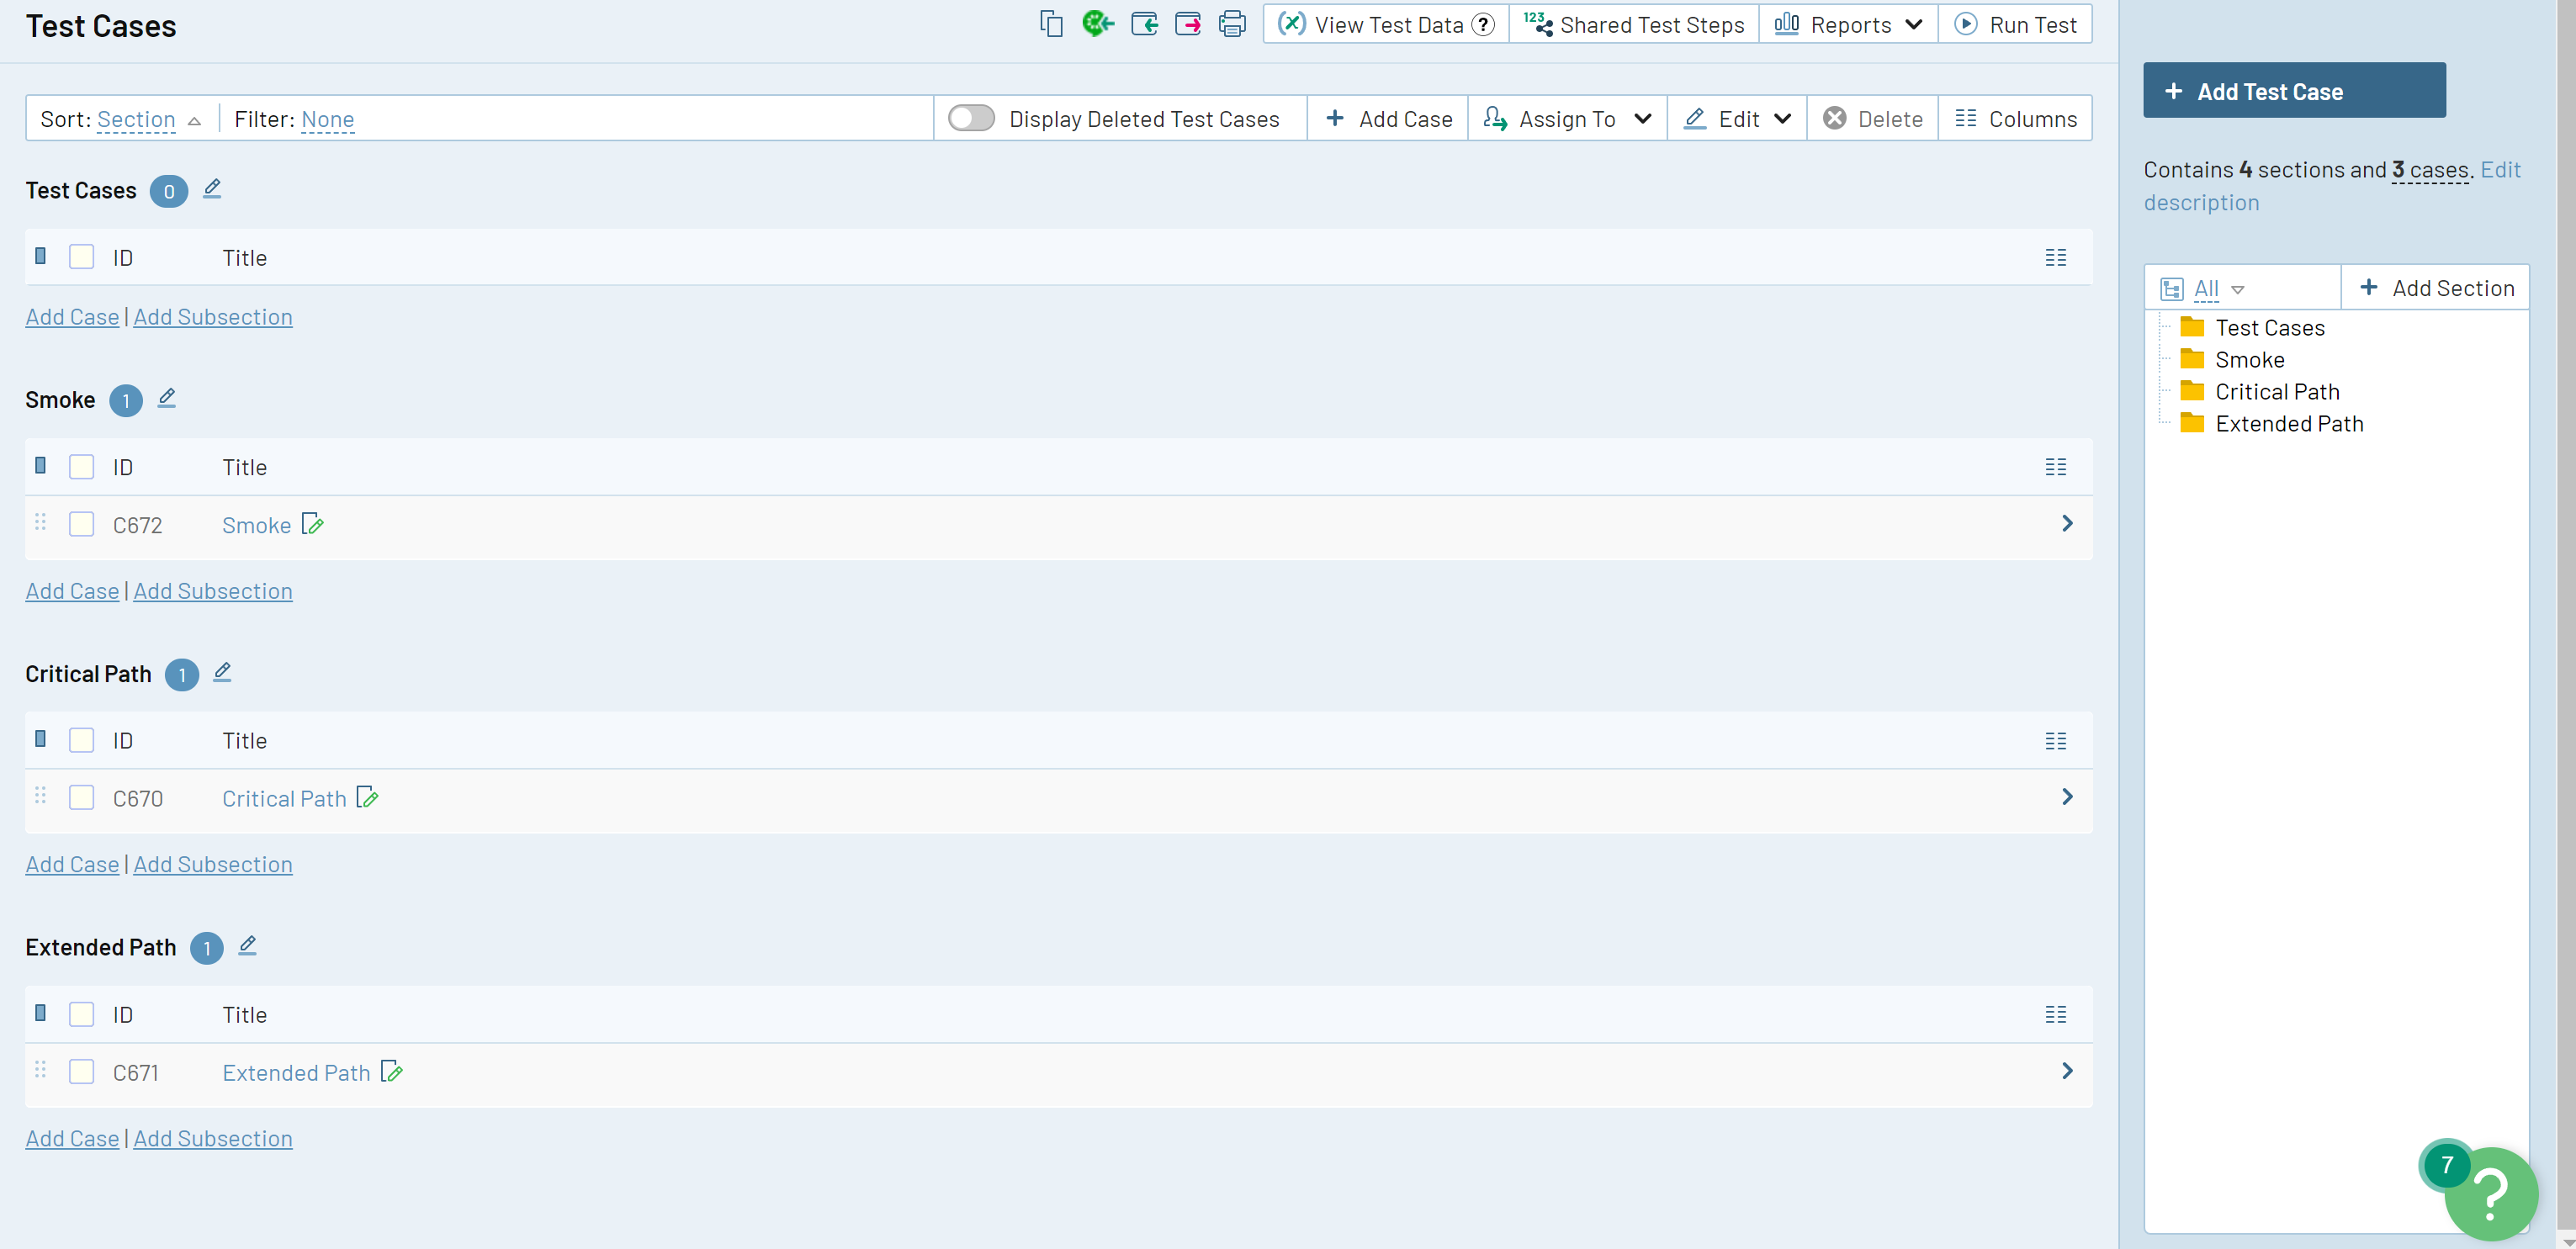 Test Cases
View Test Data ?
123 Shared Test Steps
Reports
Run Test
Add Test Case
Sort: Section
Filter: None
Display Deleted Test Cases
Add Case
Assign To
Edit
Delete
Columns
Contains 4 sections and 3 cases. Edit
description
Test Cases 0
ID Title
Add Case | Add Subsection
Smoke 1
ID Title
C672 Smoke
Add Case | Add Subsection
Critical Path 1
ID Title
C670 Critical Path
Add Case | Add Subsection
Extended Path 1
ID Title
C671 Extended Path
Add Case | Add Subsection
All
Add Section
Test Cases
Smoke
Critical Path
Extended Path
7
?